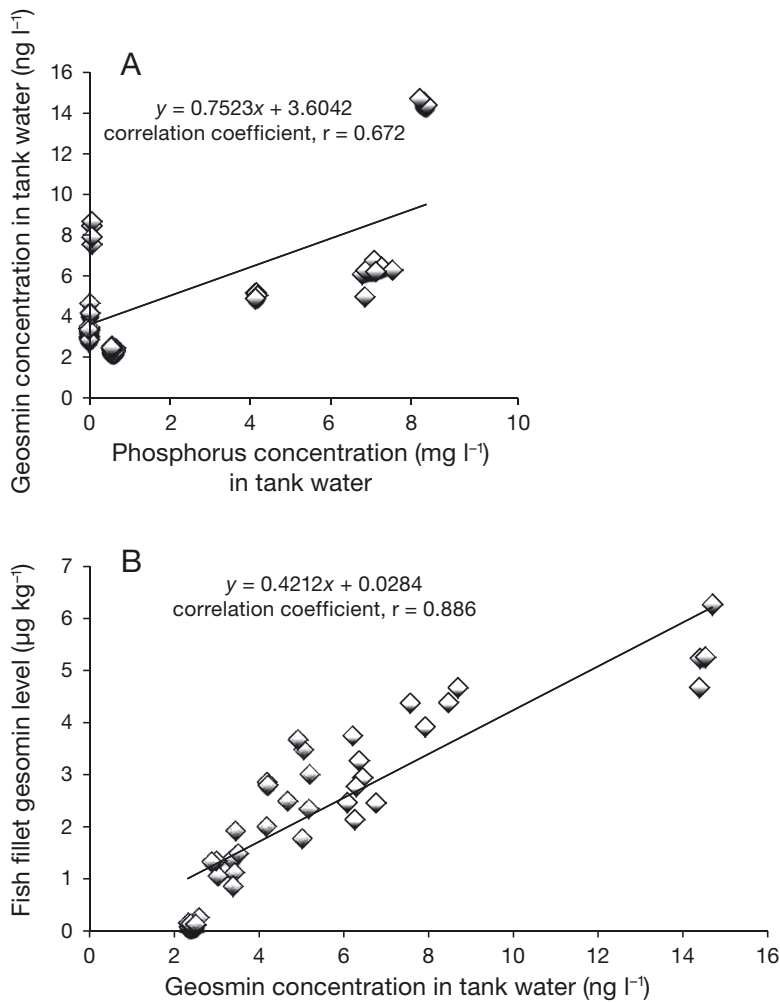 A
Geosmin concentration in tank water (ng l⁻¹)
16
14
12
10
8
6
4
2
0
y = 0.7523x + 3.6042
correlation coefficient, r = 0.672
0 2 4 6 8 10
Phosphorus concentration (mg l⁻¹)
in tank water
B
Fish fillet gesomin level (µg kg⁻¹)
7
6
5
4
3
2
1
0
y = 0.4212x + 0.0284
correlation coefficient, r = 0.886
0 2 4 6 8 10 12 14 16
Geosmin concentration in tank water (ng l⁻¹)